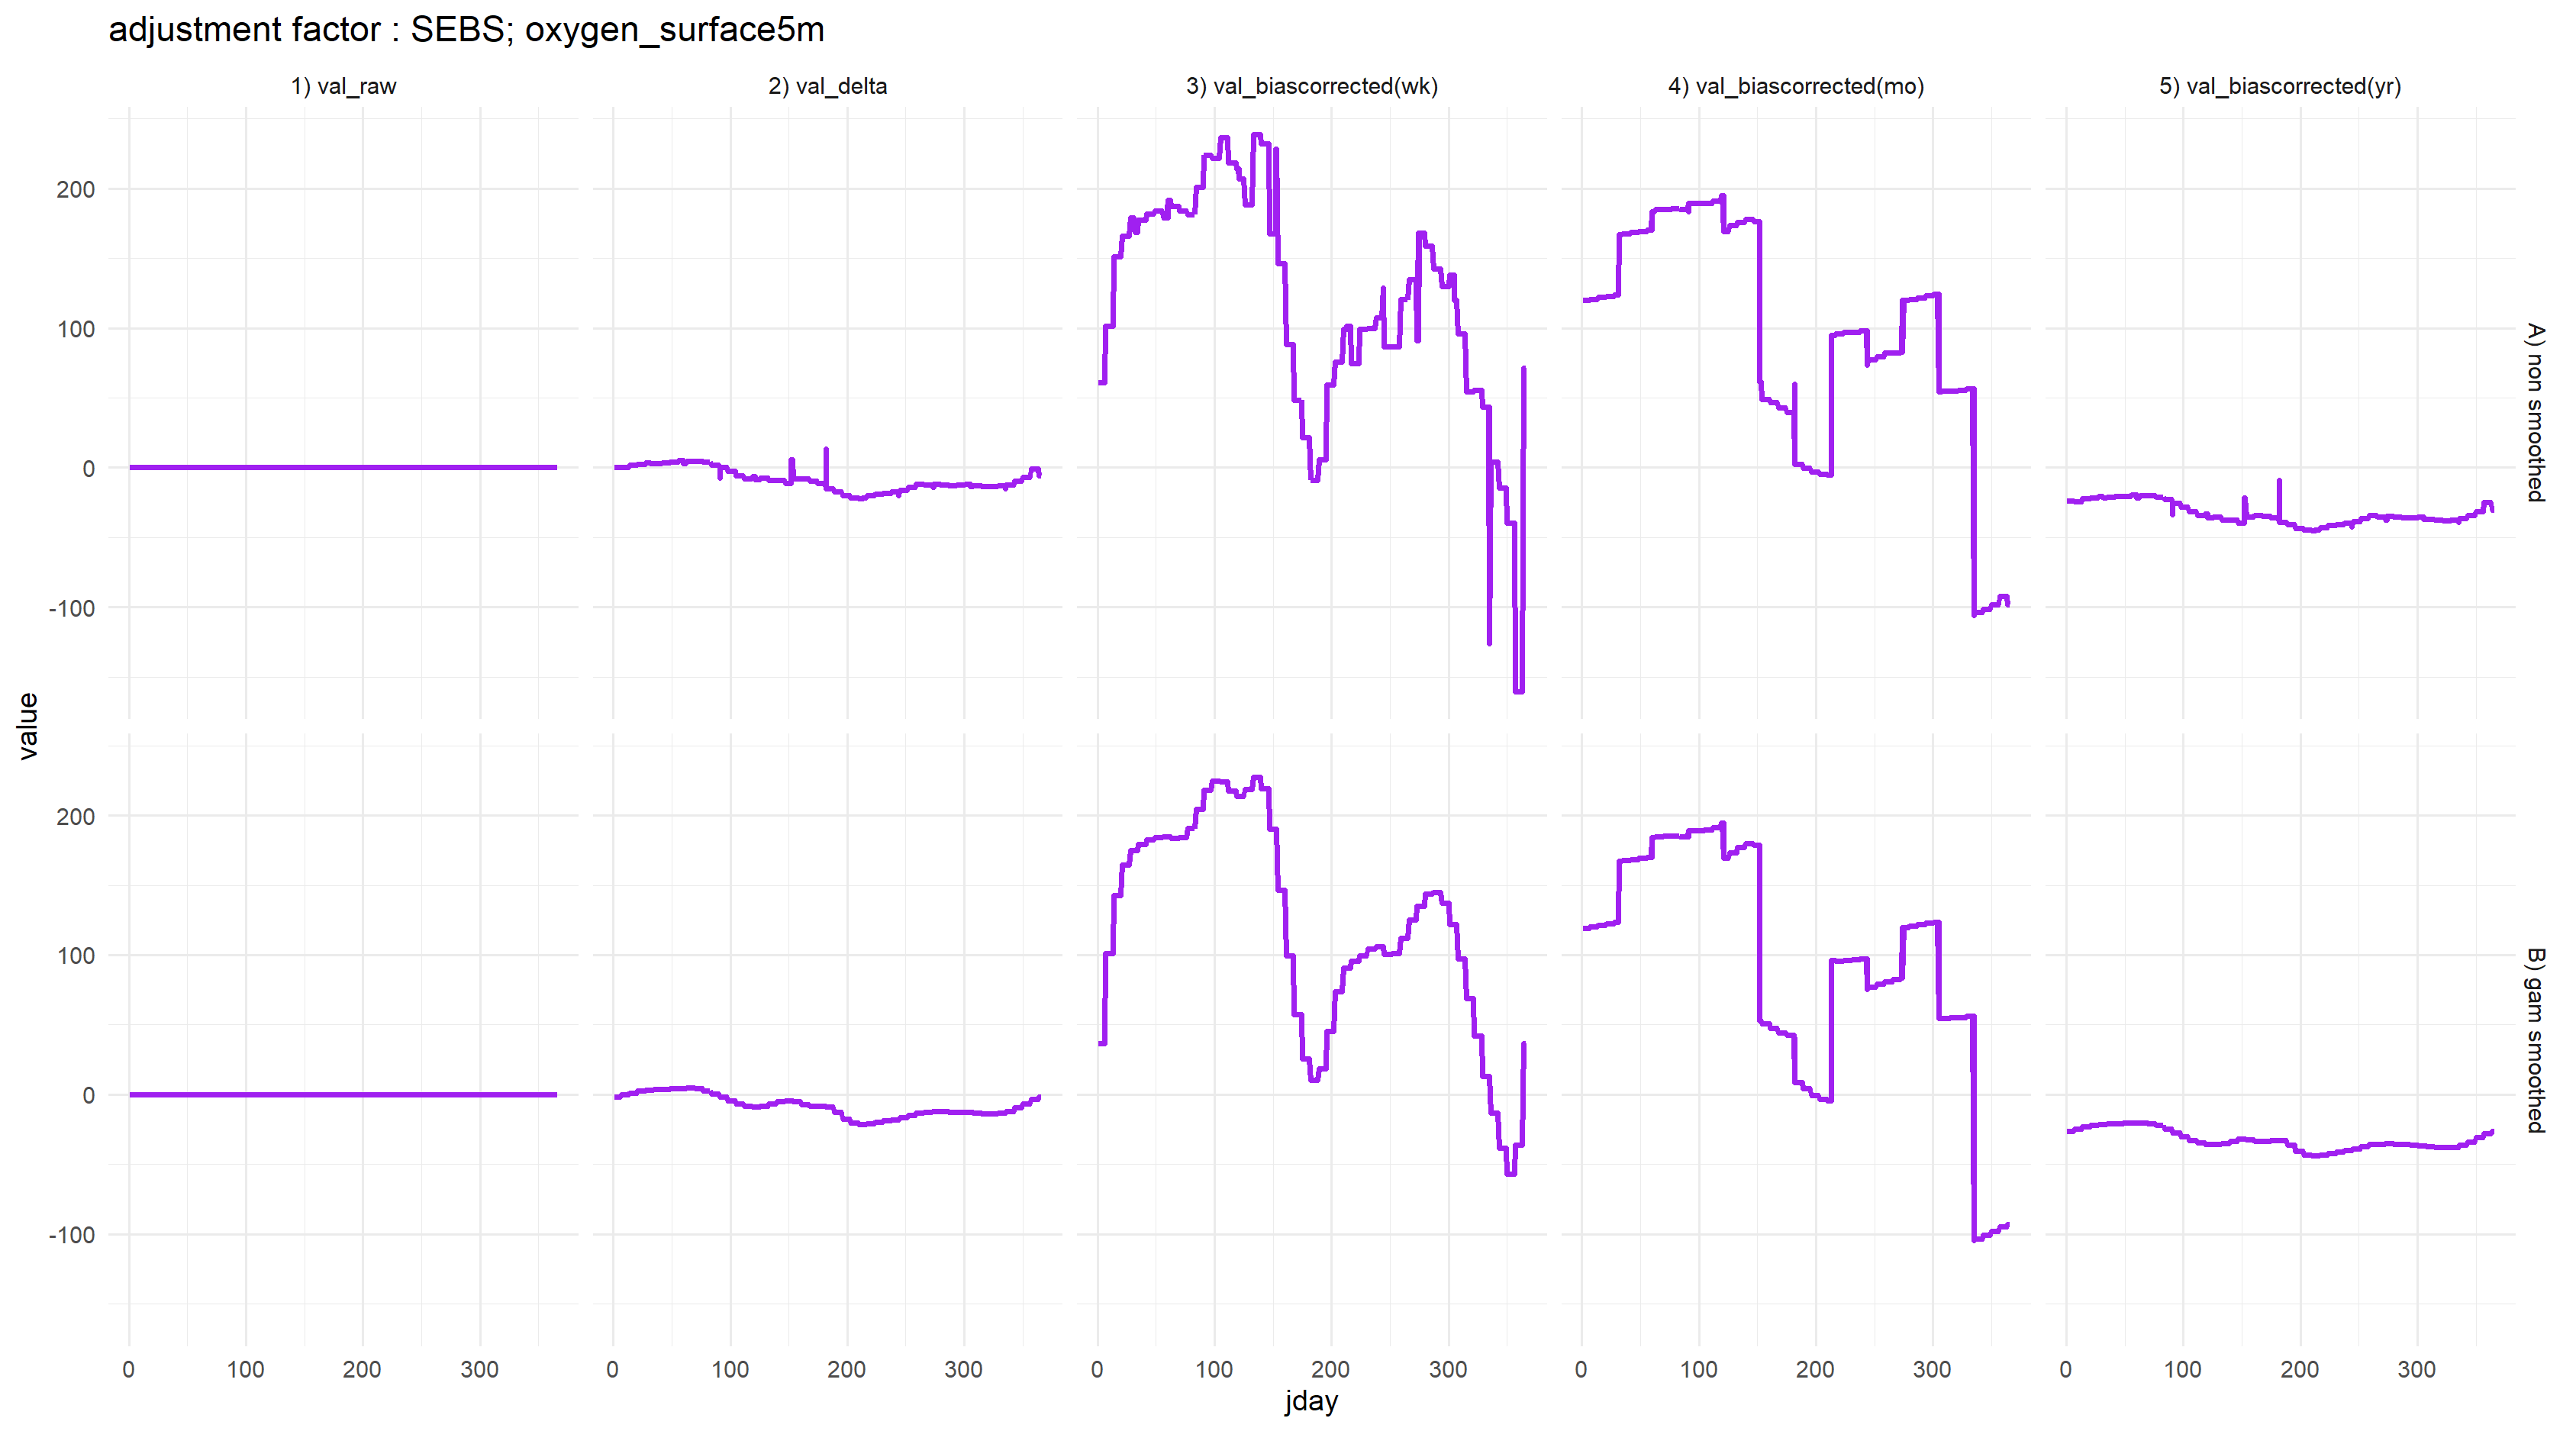 adjustment factor : SEBS; oxygen_surface5m
1) val_raw
2) val_delta
3) val_biascorrected(wk)
4) val_biascorrected(mo)
5) val_biascorrected(yr)
200
100
0
-100
A) non smoothed
value
200
100
0
-100
B) gam smoothed
0 100 200 300
0 100 200 300
0 100 200 300
0 100 200 300
0 100 200 300
jday